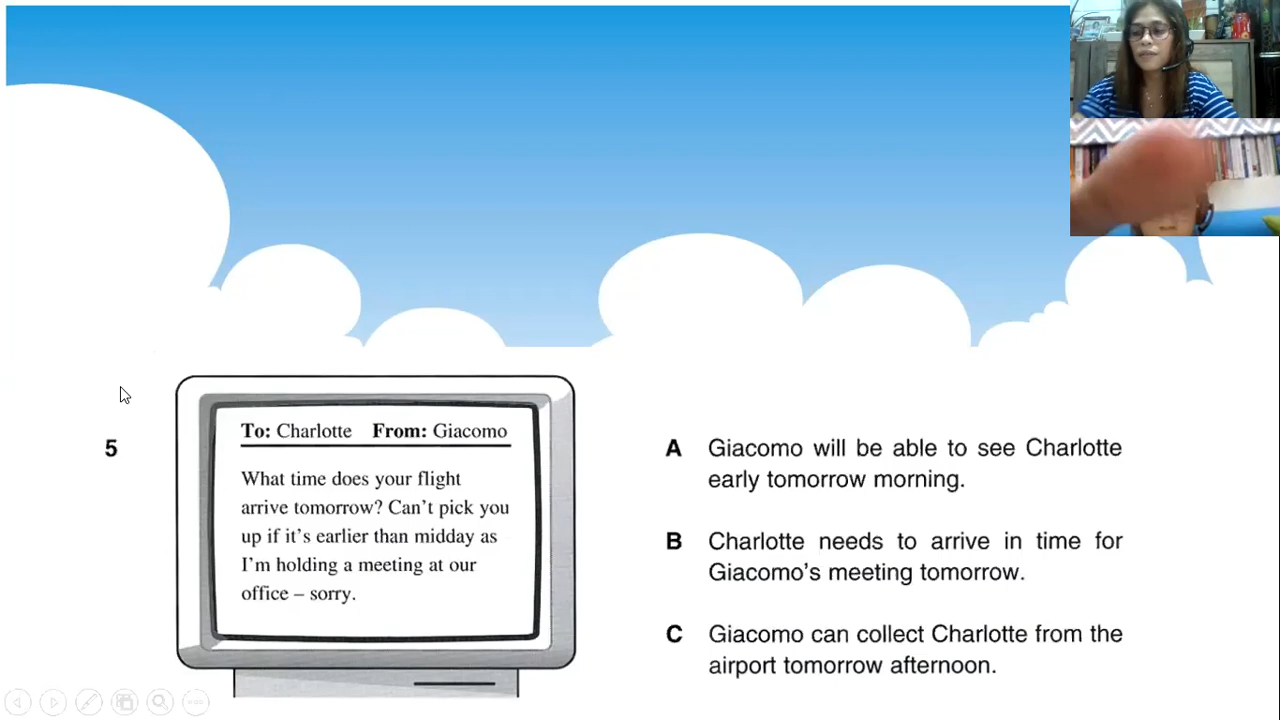 5
To: Charlotte From: Giacomo
What time does your flight
arrive tomorrow? Can't pick you
up if it's earlier than midday as
I'm holding a meeting at our
office – sorry.
A Giacomo will be able to see Charlotte
early tomorrow morning.
B Charlotte needs to arrive in time for
Giacomo's meeting tomorrow.
C Giacomo can collect Charlotte from the
airport tomorrow afternoon.